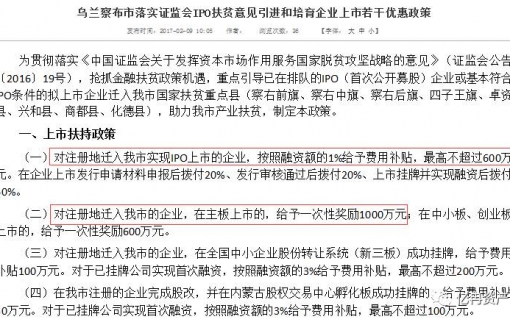 乌兰察布市落实证监会IPO扶贫意见引进和培育企业上市若干优惠政策
发布时间：2017-02-09 10:05 浏览次数：36 【字体：大 中 小】
为贯彻落实《中国证监会关于发挥资本市场作用服务国家脱贫攻坚战略的意见》（证监会公告
〔2016〕19号），抢抓金融扶贫政策机遇，重点引导已在排队的IPO（首次公开募股）企业或基本符合
IPO条件的拟上市企业迁入我市国家扶贫重点县（察右前旗、察右中旗、察右后旗、四子王旗、卓资
县、兴和县、商都县、化德县），助力我市产业扶贫，制定本政策。
一、上市扶持政策
（一）对注册地迁入我市实现IPO上市的企业，按照融资额的1%给予费用补贴，最高不超过600万
元。在企业上市发行申请材料申报后拨付20%、发行审核通过后拨付20%、上市挂牌并实现融资后拨付
60%。
（二）对注册地迁入我市的企业，在主板上市的，给予一次性奖励1000万元；在中小板、创业板
上市的，给予一次性奖励600万元。
（三）对注册地迁入我市的企业，在全国中小企业股份转让系统（新三板）成功挂牌，给予费用
补贴100万元。对于已挂牌公司实现首次融资，按照融资额的3%给予费用补贴，最高不超过200万元。
（四）在我市注册的企业完成股改，并在内蒙古股权交易中心孵化板成功挂牌的，给予费用补贴
0万元。对于已挂牌公司实现首次融资，按照融资额的3%给予费用补贴，最高不超过100万元。